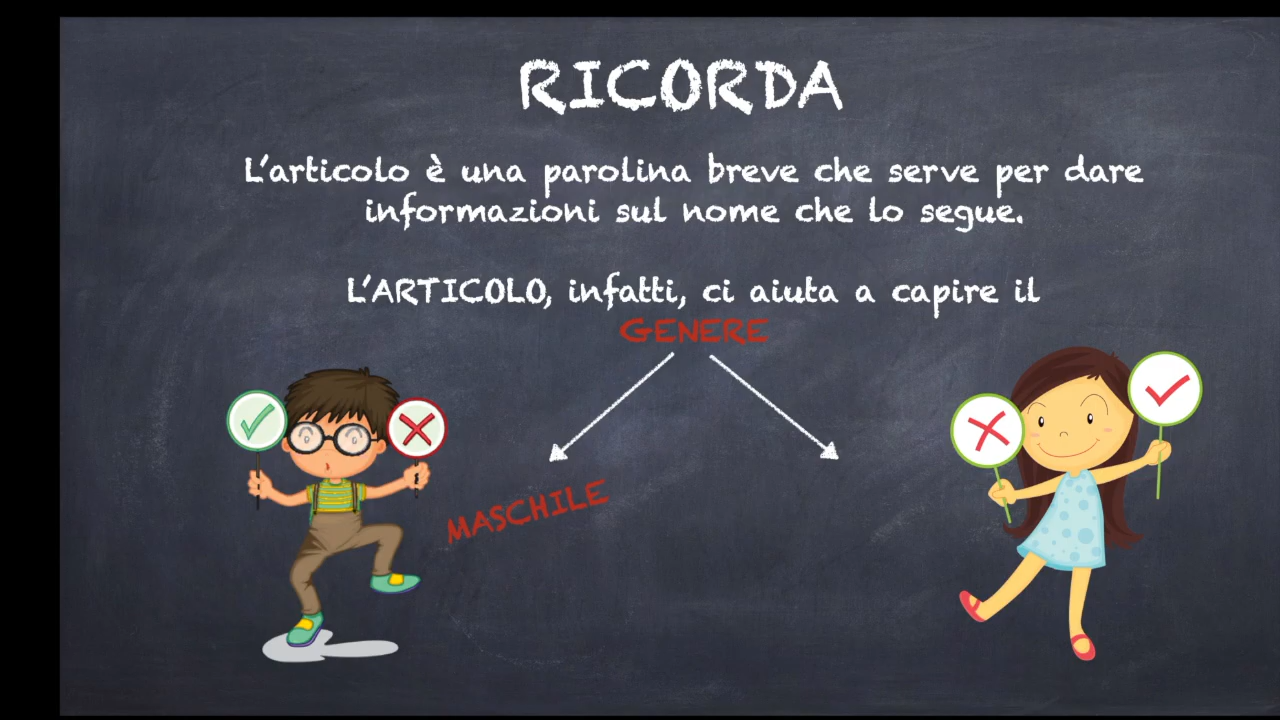 RICORDA
L'articolo è una parolina breve che serve per dare
informazioni sul nome che lo segue.
L'ARTICOLO, infatti, ci aiuta a capire il
GENERE
MASCHILE